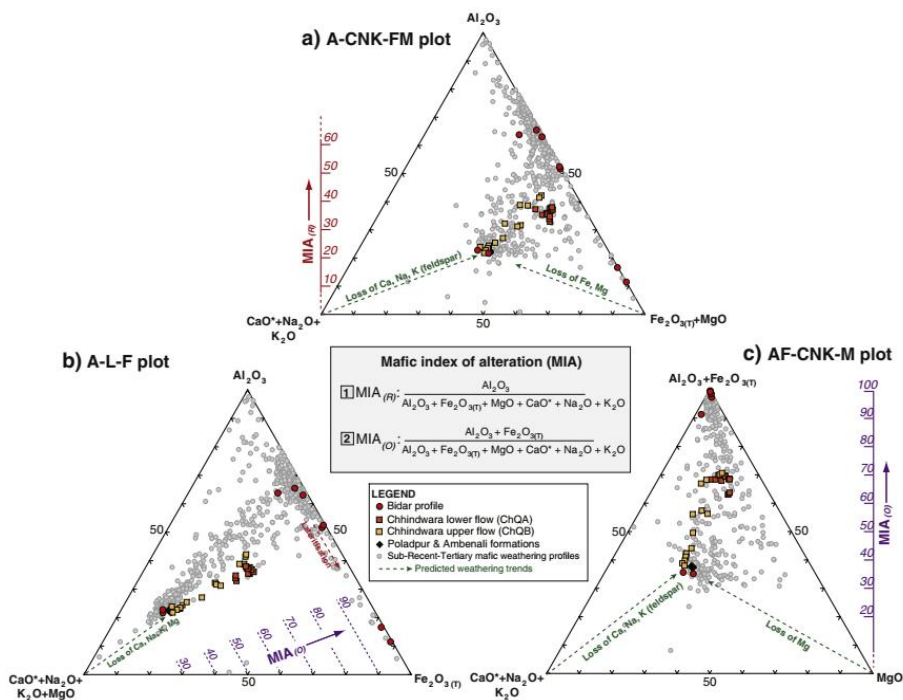 a) A-CNK-FM plot
Al₂O₃
60
50
40
30
20
10
MIA(R)
50
50
50
Loss of Ca, Na, K (feldspar)
Loss of Fe, Mg
CaO*+Na₂O+
K₂O
Fe₂O₃(T)+MgO
b) A-L-F plot
Al₂O₃
50
50
50
Lateritisation
Loss of Ca, Na, K, Mg
30
40
50
60
70
80
90
MIA(O)
CaO*+Na₂O+
K₂O+MgO
Fe₂O₃ (T)
Mafic index of alteration (MIA)
1 MIA(R): Al₂O₃
Al₂O₃ + Fe₂O₃(T) + MgO + CaO* + Na₂O + K₂O
2 MIA(O): Al₂O₃ + Fe₂O₃(T)
Al₂O₃ + Fe₂O₃(T) + MgO + CaO* + Na₂O + K₂O
LEGEND
Bidar profile
Chhindwara lower flow (ChQA)
Chhindwara upper flow (ChQB)
Poladpur & Ambenali formations
Sub-Recent-Tertiary mafic weathering profiles
Predicted weathering trends
c) AF-CNK-M plot
Al₂O₃+Fe₂O₃(T)
100
90
80
70
60
50
40
30
20
MIA(O)
50
50
50
Loss of Ca, Na, K (feldspar)
Loss of Mg
CaO*+Na₂O+
K₂O
MgO